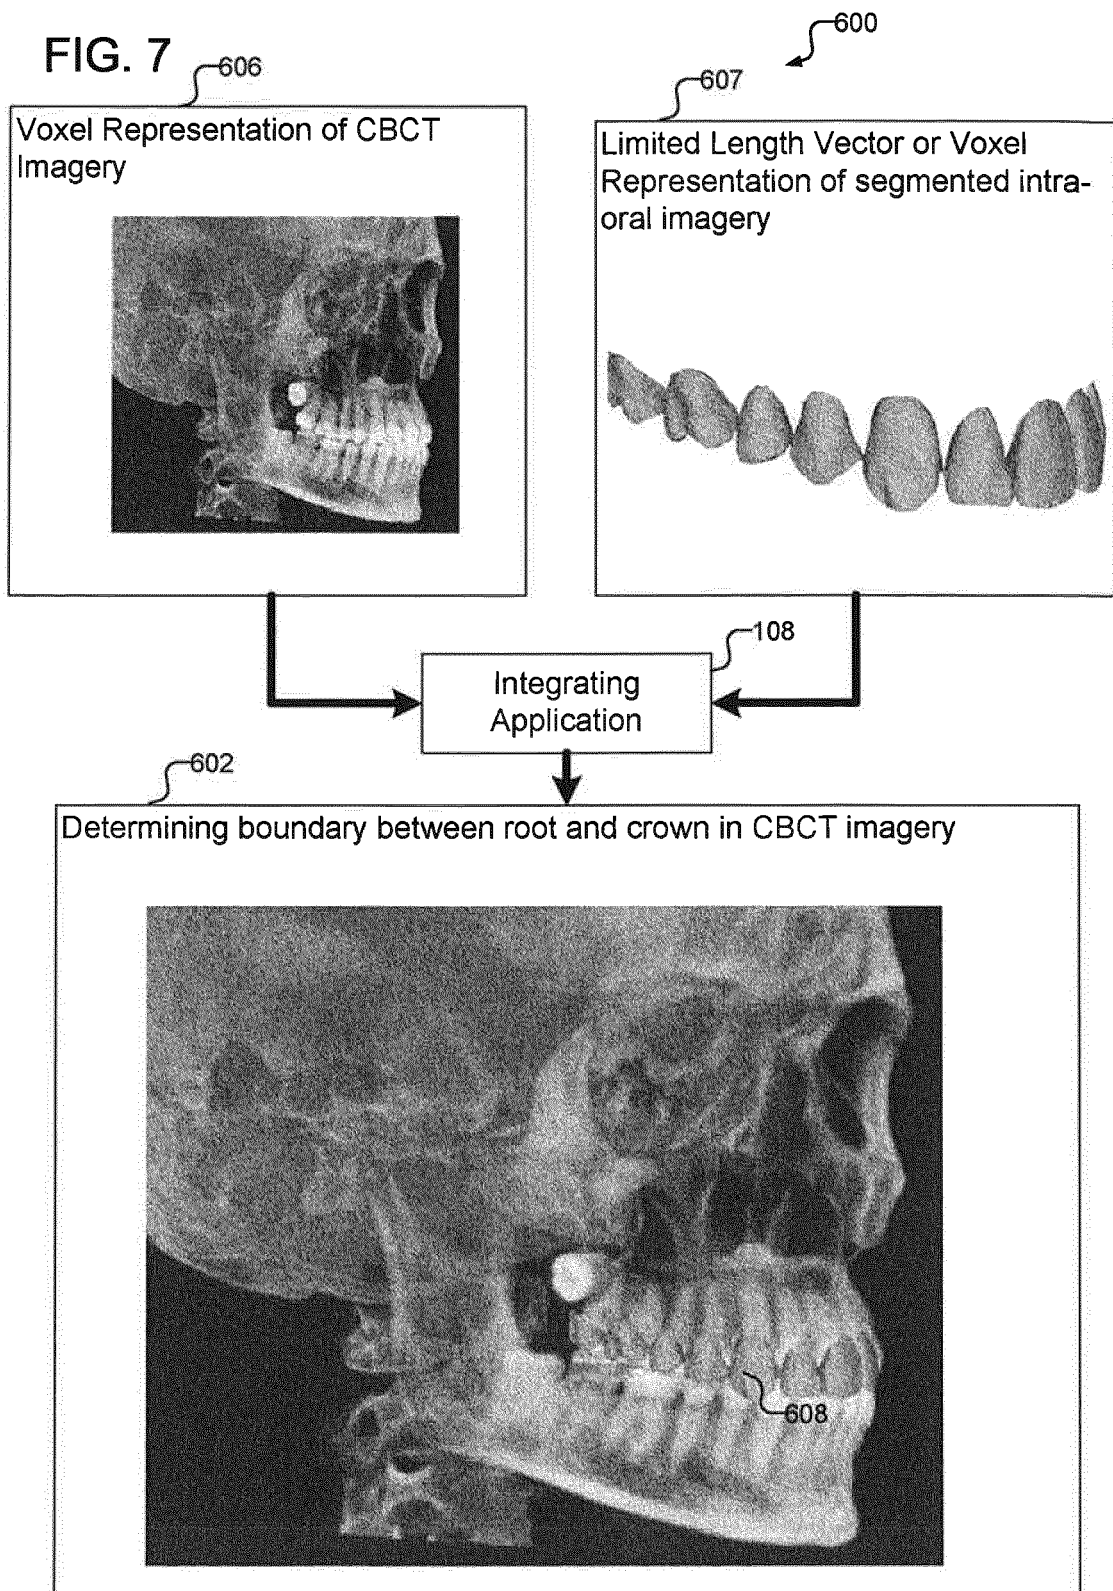 FIG. 7
600
606
607
Voxel Representation of CBCT
Imagery
Limited Length Vector or Voxel
Representation of segmented intra-
oral imagery
108
Integrating
Application
602
Determining boundary between root and crown in CBCT imagery
608